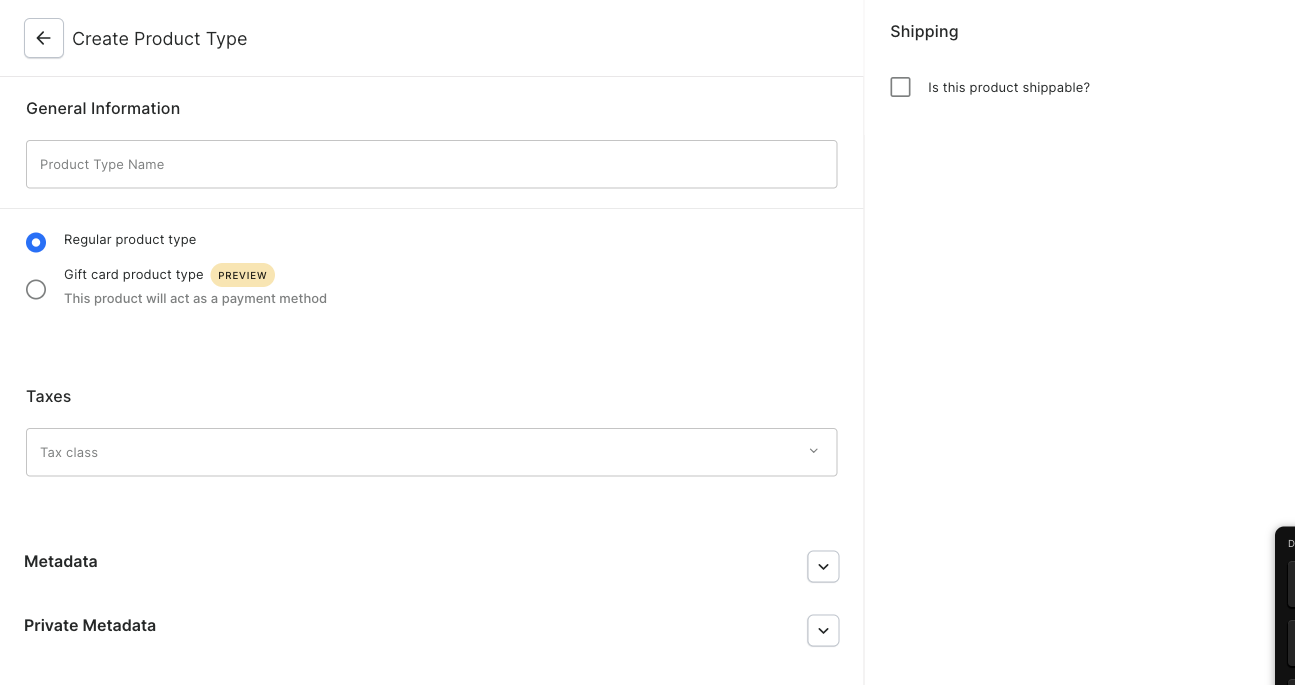 Create Product Type
General Information
Product Type Name
Regular product type
Gift card product type PREVIEW
This product will act as a payment method
Taxes
Tax class
Metadata
Private Metadata
Shipping
Is this product shippable?